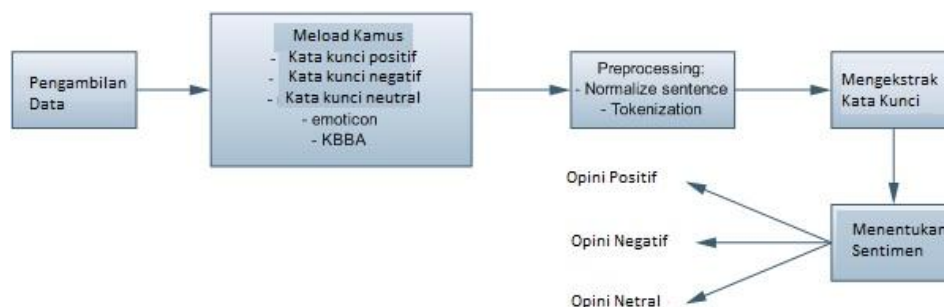 Pengambilan
Data
Meload Kamus
- Kata kunci positif
- Kata kunci negatif
- Kata kunci neutral
- emoticon
- KBBA
Preprocessing:
- Normalize sentence
- Tokenization
Mengekstrak
Kata Kunci
Menentukan
Sentimen
Opini Positif
Opini Negatif
Opini Netral